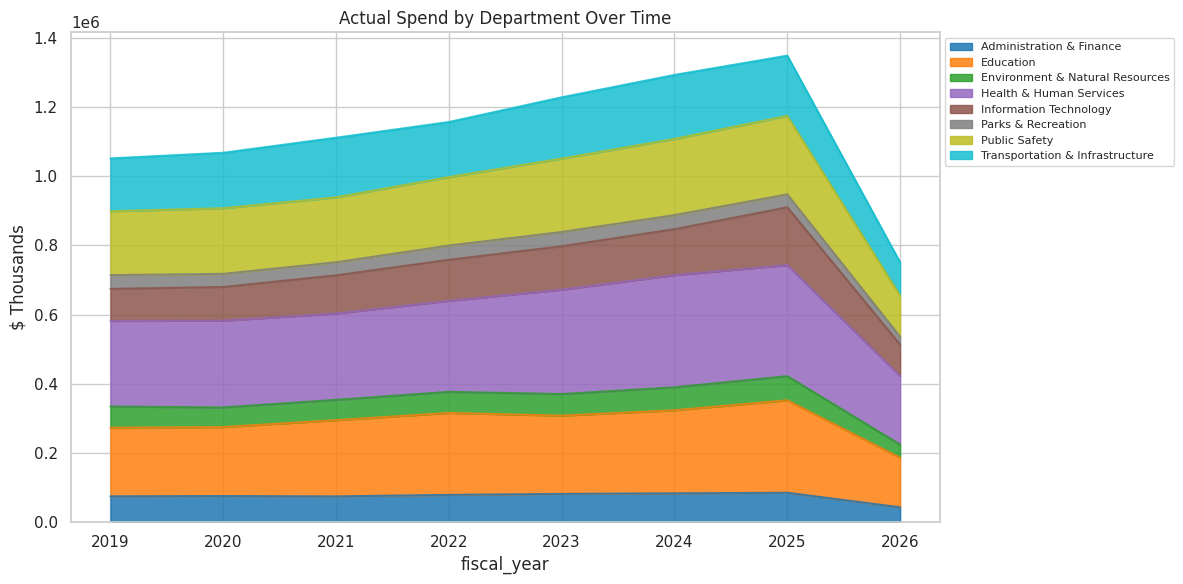 Actual Spend by Department Over Time
1e6
1.4
1.2
1.0
0.8
0.6
0.4
0.2
0.0
$ Thousands
2019 2020 2021 2022 2023 2024 2025 2026
fiscal_year
Administration & Finance
Education
Environment & Natural Resources
Health & Human Services
Information Technology
Parks & Recreation
Public Safety
Transportation & Infrastructure